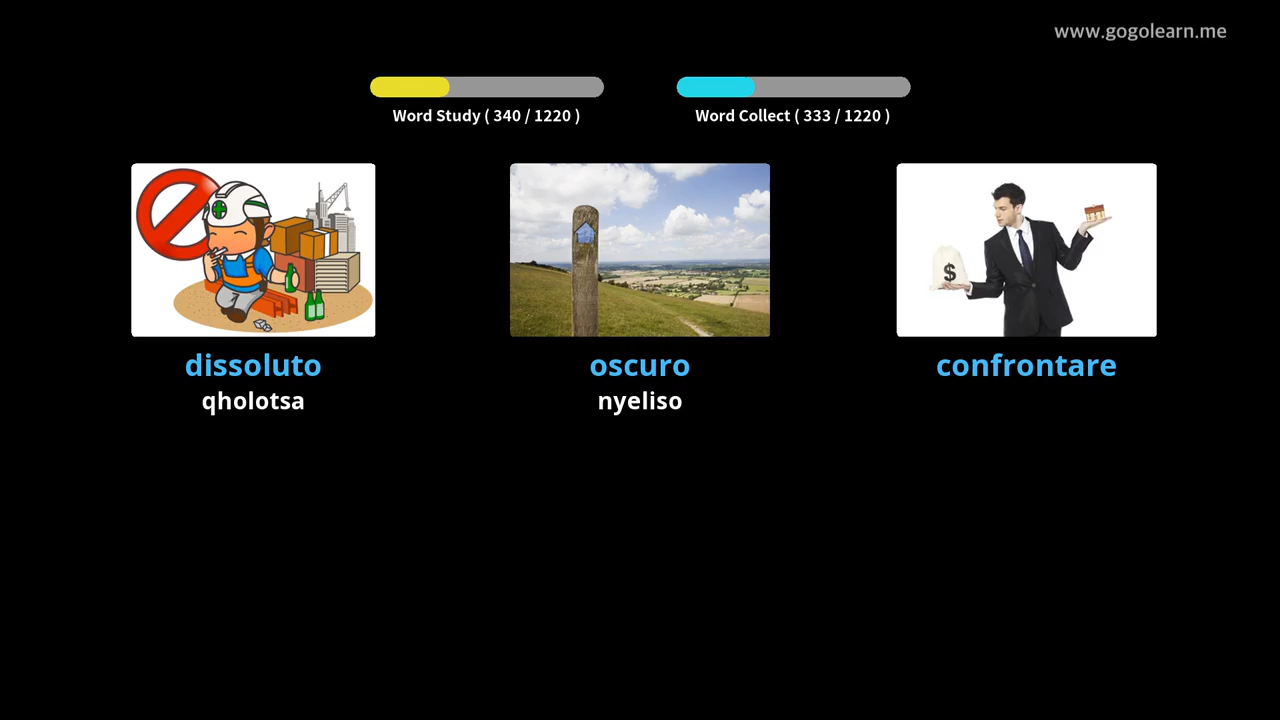 www.gogolearn.me
Word Study ( 340 / 1220 )
Word Collect ( 333 / 1220 )
$
dissoluto
oscuro
confrontare
qholotsa
nyeliso